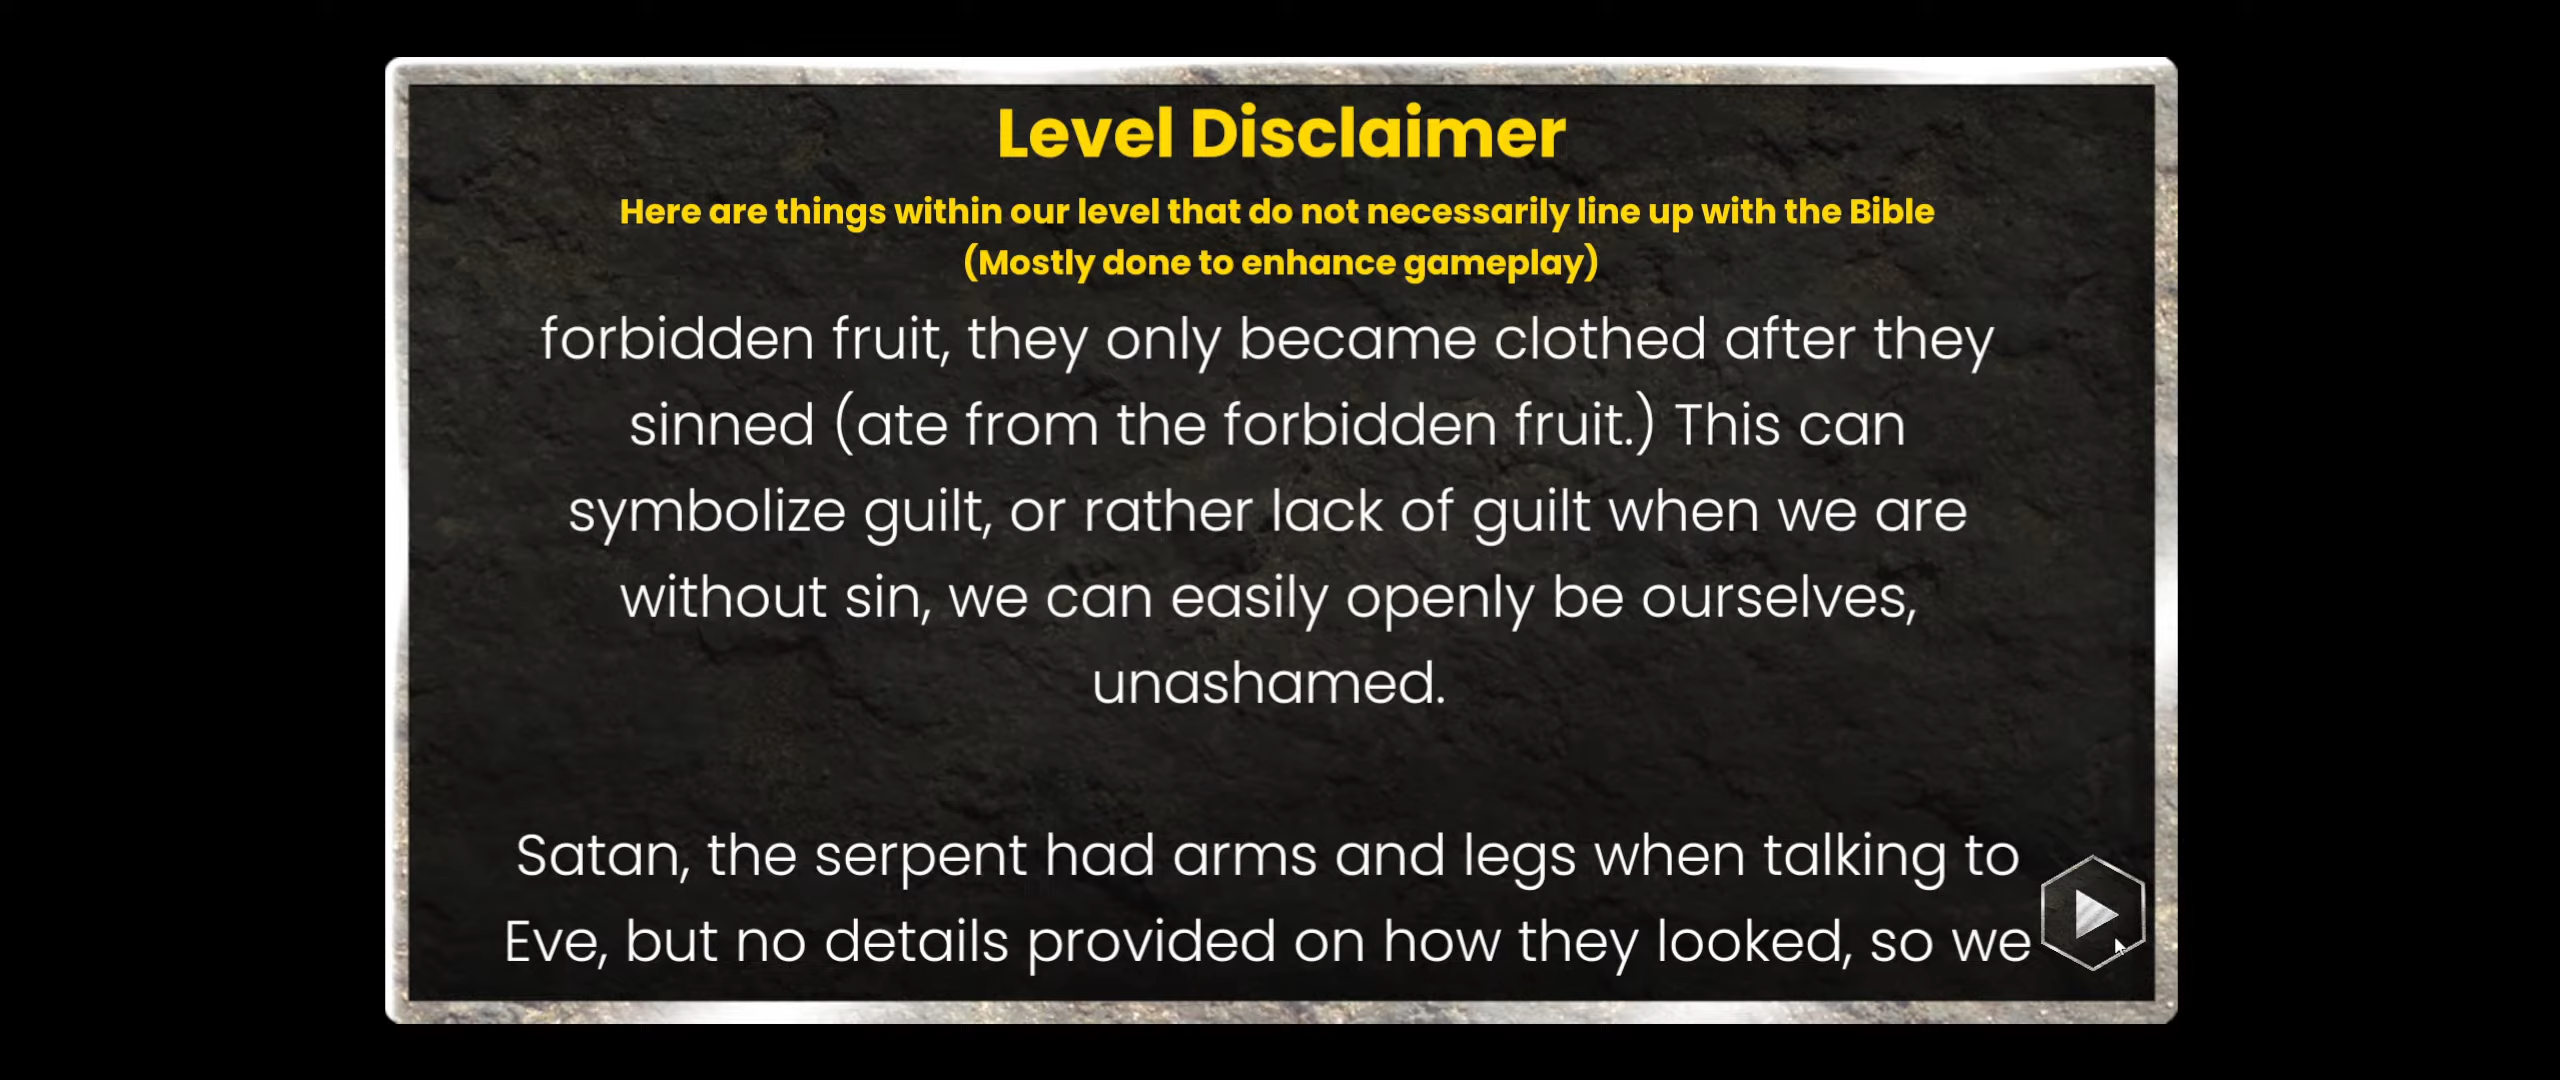 Level Disclaimer
Here are things within our level that do not necessarily line up with the Bible
(Mostly done to enhance gameplay)
forbidden fruit, they only became clothed after they
sinned (ate from the forbidden fruit.) This can
symbolize guilt, or rather lack of guilt when we are
without sin, we can easily openly be ourselves,
unashamed.
Satan, the serpent had arms and legs when talking to
Eve, but no details provided on how they looked, so we